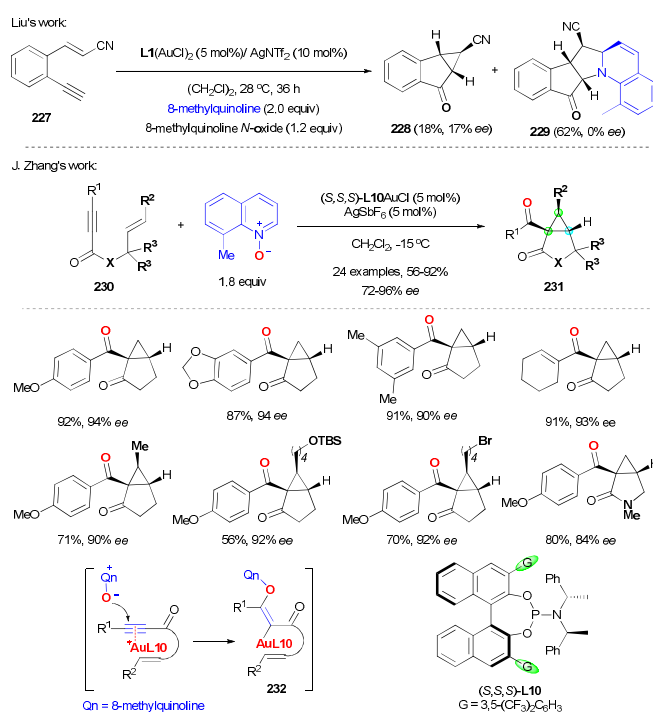 Liu's work:
CN
227
L1(AuCl)2 (5 mol%)/ AgNTf2 (10 mol%)
(CH2Cl)2, 28 ºC, 36 h
8-methylquinoline (2.0 equiv)
8-methylquinoline N-oxide (1.2 equiv)
H
CN
H
O
228 (18%, 17% ee)
+
NC
H
H
N
H
O
229 (62%, 0% ee)
J. Zhang's work:
R1
R2
O
X
R3
R3
230
+
N
+
Me
O
−
1.8 equiv
(S,S,S)-L10AuCl (5 mol%)
AgSbF6 (5 mol%)
CH2Cl2, -15 ºC
24 examples, 56-92%
72-96% ee
R2
O
H
R1
O
X
R3
R3
231
O
H
MeO
O
92%, 94% ee
O
H
O
O
O
87%, 94 ee
Me
O
H
O
Me
91%, 90% ee
O
H
O
91%, 93% ee
Me
O
H
MeO
O
71%, 90% ee
OTBS
4
O
H
MeO
O
56%, 92% ee
Br
4
O
H
MeO
O
70%, 92% ee
O
H
MeO
O
N
Me
80%, 84% ee
+
Qn
O
−
O
R1
+
AuL10
R2
+
Qn
O
O
R1
AuL10
R2
232
Qn = 8-methylquinoline
G
O
P
N
O
Ph
Ph
G
(S,S,S)-L10
G = 3,5-(CF3)2C6H3